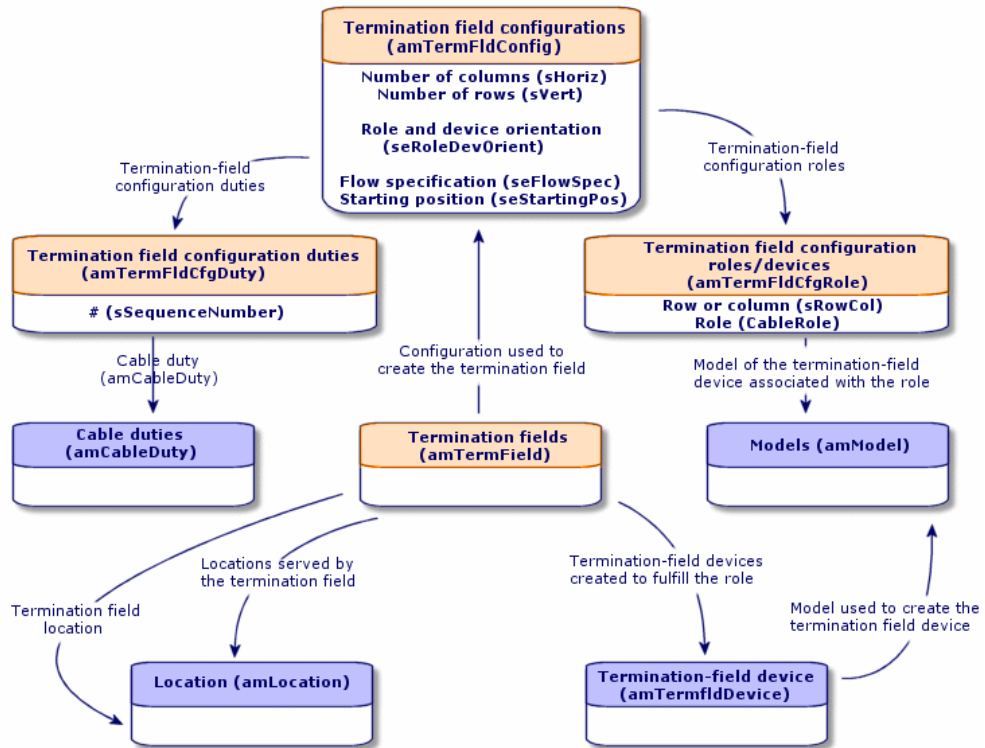 Termination field configurations
(amTermFldConfig)
Number of columns (sHoriz)
Number of rows (sVert)
Role and device orientation
(seRoleDevOrient)
Flow specification (seFlowSpec)
Starting position (seStartingPos)
Termination-field
configuration duties
Termination-field
configuration roles
Termination field configuration duties
(amTermFldCfgDuty)
# (sSequenceNumber)
Termination field configuration
roles/devices
(amTermFldCfgRole)
Row or column (sRowCol)
Role (CableRole)
Cable duty
(amCableDuty)
Configuration used to
create the termination field
Model of the termination-field
device associated with the role
Cable duties
(amCableDuty)
Termination fields
(amTermField)
Models (amModel)
Locations served by
the termination field
Termination-field devices
created to fulfill the role
Termination field
location
Model used to create the
termination field device
Location (amLocation)
Termination-field device
(amTermfldDevice)